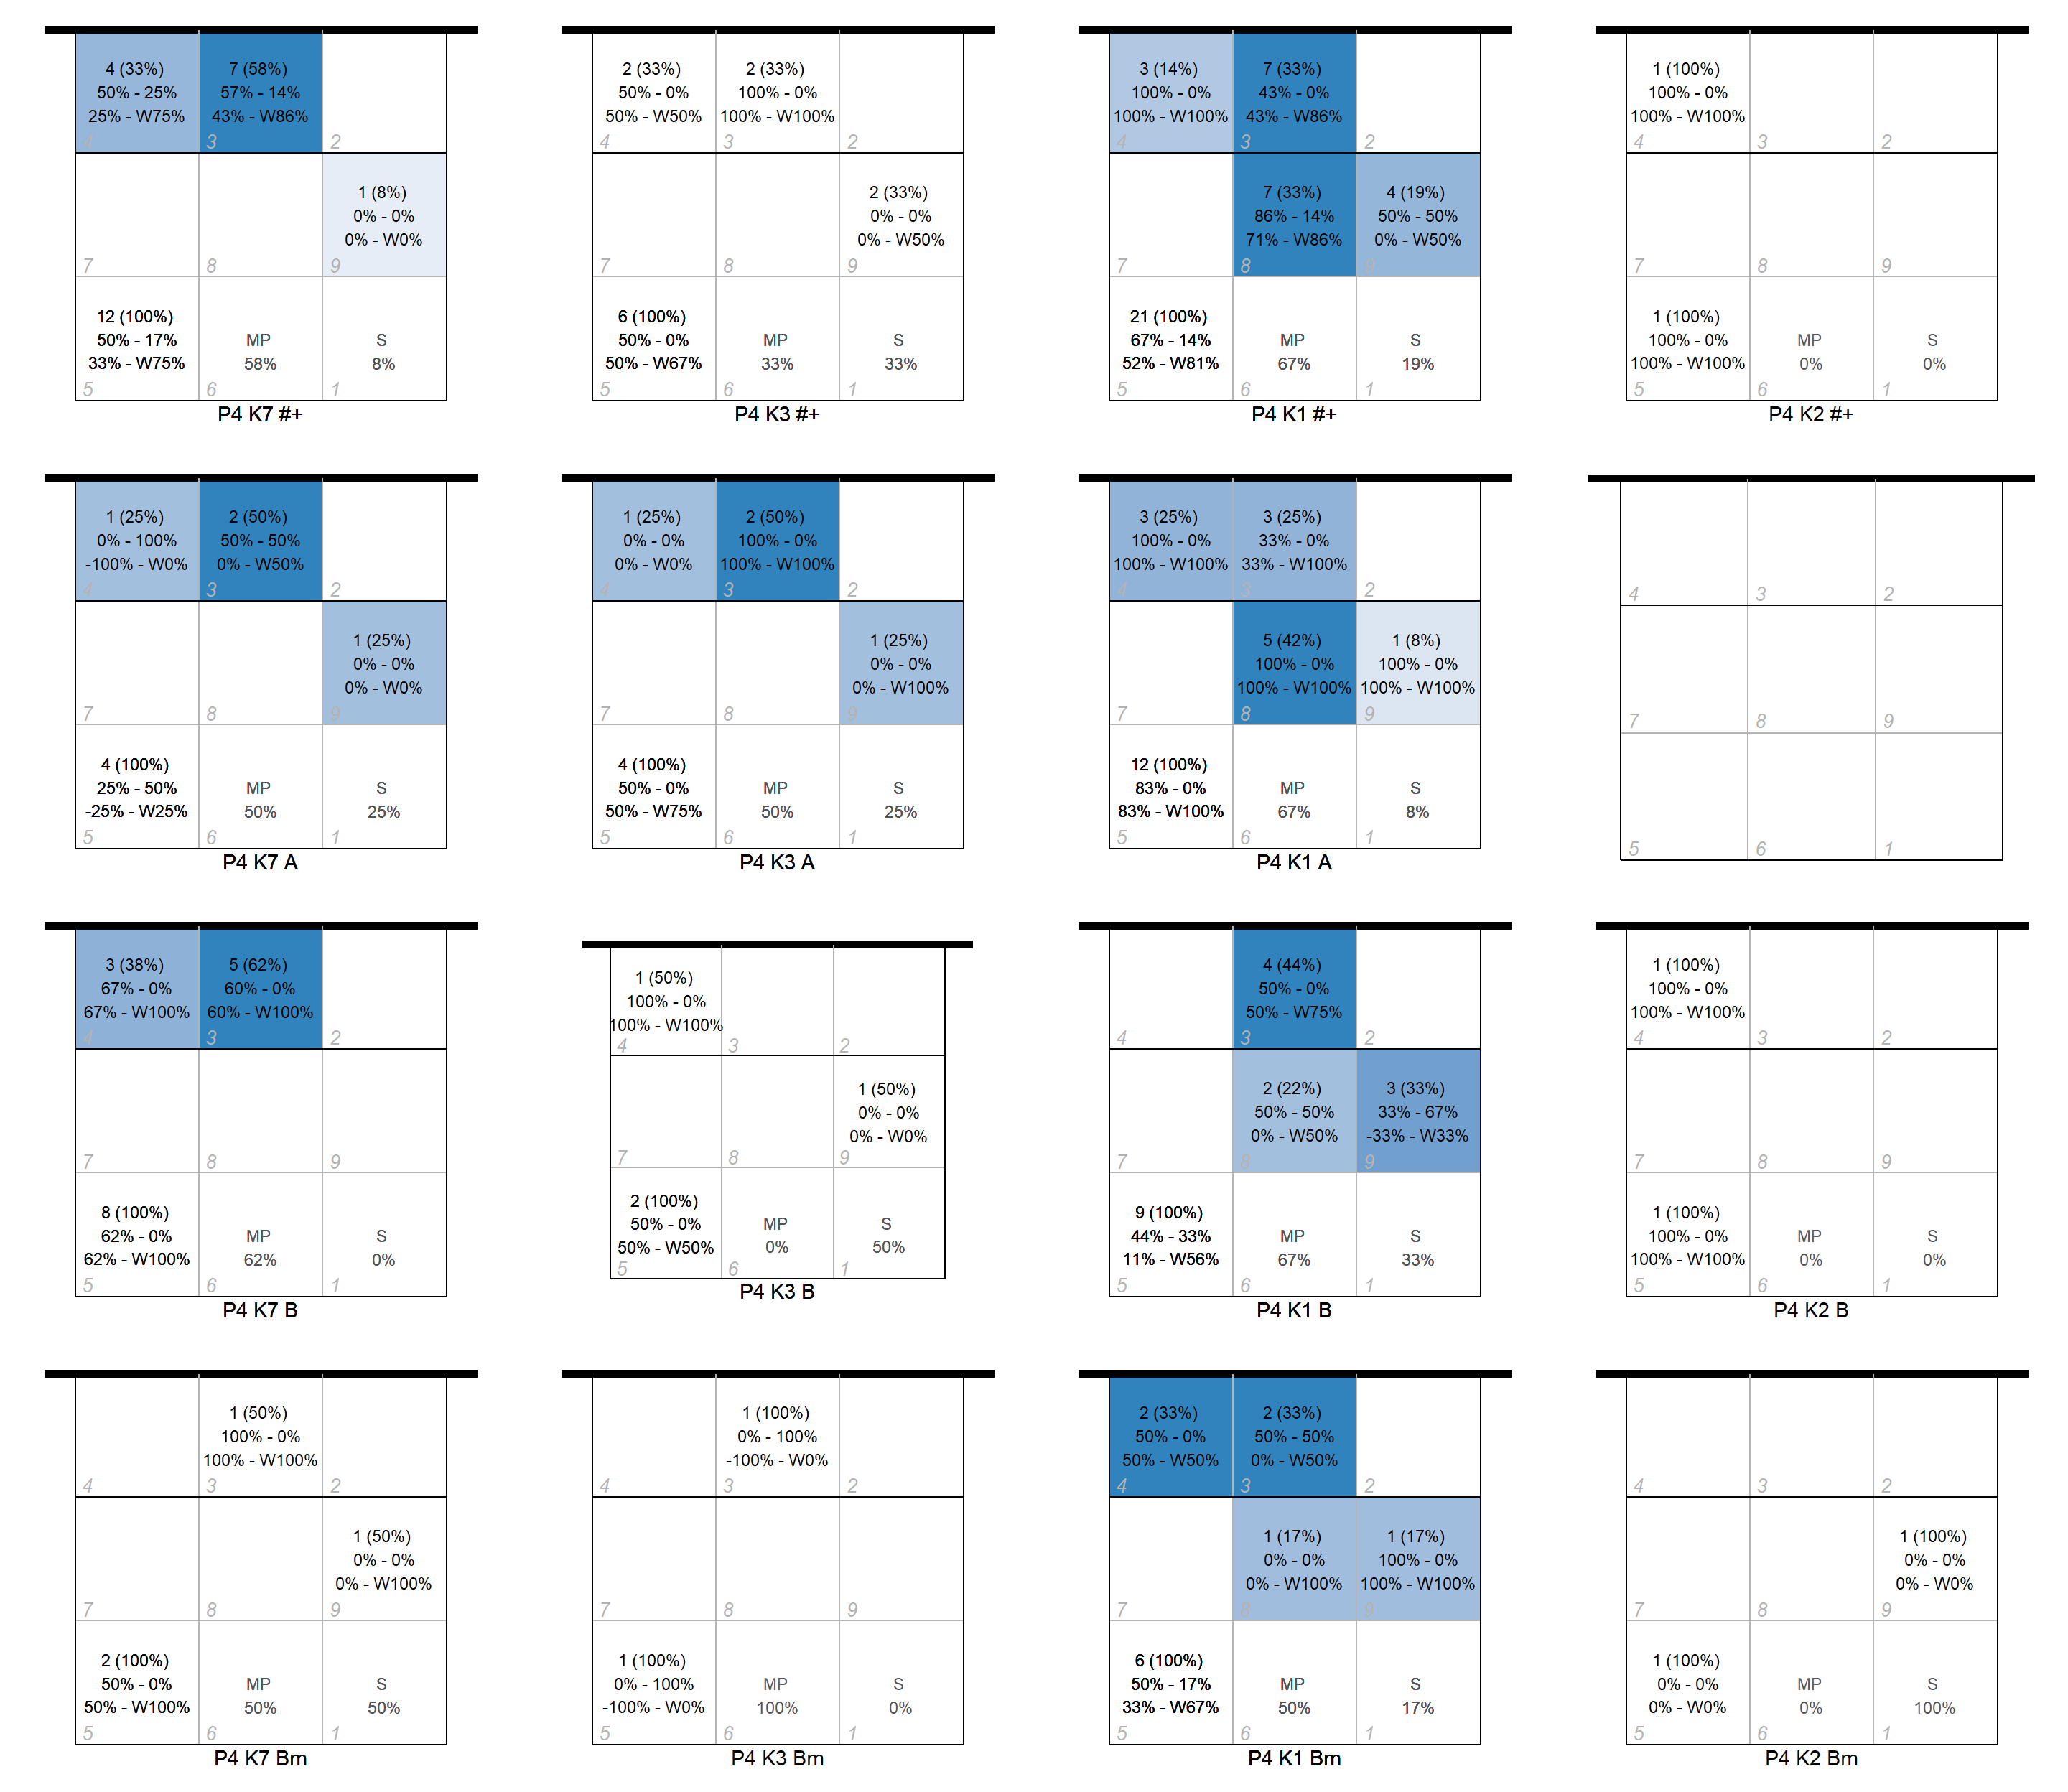 4 (33%)
50% - 25%
25% - W75%
4
7 (58%)
57% - 14%
43% - W86%
3
2
7
8
1 (8%)
0% - 0%
0% - W0%
9
12 (100%)
50% - 17%
33% - W75%
5
MP
58%
6
S
8%
1
P4 K7 #+
2 (33%)
50% - 0%
50% - W50%
4
2 (33%)
100% - 0%
100% - W100%
3
2
7
8
2 (33%)
0% - 0%
0% - W50%
9
6 (100%)
50% - 0%
50% - W67%
5
MP
33%
6
S
33%
1
P4 K3 #+
3 (14%)
100% - 0%
100% - W100%
4
7 (33%)
43% - 0%
43% - W86%
3
2
7
7 (33%)
86% - 14%
71% - W86%
8
4 (19%)
50% - 50%
0% - W50%
9
21 (100%)
67% - 14%
52% - W81%
5
MP
67%
6
S
19%
1
P4 K1 #+
1 (100%)
100% - 0%
100% - W100%
4
3
2
7
8
9
1 (100%)
100% - 0%
100% - W100%
5
MP
0%
6
S
0%
1
P4 K2 #+
1 (25%)
0% - 100%
-100% - W0%
4
2 (50%)
50% - 50%
0% - W50%
3
2
7
8
1 (25%)
0% - 0%
0% - W0%
9
4 (100%)
25% - 50%
-25% - W25%
5
MP
50%
6
S
25%
1
P4 K7 A
1 (25%)
0% - 0%
0% - W0%
4
2 (50%)
100% - 0%
100% - W100%
3
2
7
8
1 (25%)
0% - 0%
0% - W100%
9
4 (100%)
50% - 0%
50% - W75%
5
MP
50%
6
S
25%
1
P4 K3 A
3 (25%)
100% - 0%
100% - W100%
4
3 (25%)
33% - 0%
33% - W100%
3
2
7
5 (42%)
100% - 0%
100% - W100%
8
1 (8%)
100% - 0%
100% - W100%
9
12 (100%)
83% - 0%
83% - W100%
5
MP
67%
6
S
8%
1
P4 K1 A
4
3
2
7
8
9
5
6
1
3 (38%)
67% - 0%
67% - W100%
4
5 (62%)
60% - 0%
60% - W100%
3
2
7
8
9
8 (100%)
62% - 0%
62% - W100%
5
MP
62%
6
S
0%
1
P4 K7 B
1 (50%)
100% - 0%
100% - W100%
4
3
2
7
8
1 (50%)
0% - 0%
0% - W0%
9
2 (100%)
50% - 0%
50% - W50%
5
MP
0%
6
S
50%
1
P4 K3 B
4
4 (44%)
50% - 0%
50% - W75%
3
2
7
2 (22%)
50% - 50%
0% - W50%
8
3 (33%)
33% - 67%
-33% - W33%
9
9 (100%)
44% - 33%
11% - W56%
5
MP
67%
6
S
33%
1
P4 K1 B
1 (100%)
100% - 0%
100% - W100%
4
3
2
7
8
9
1 (100%)
100% - 0%
100% - W100%
5
MP
0%
6
S
0%
1
P4 K2 B
4
1 (50%)
100% - 0%
100% - W100%
3
2
7
8
1 (50%)
0% - 0%
0% - W100%
9
2 (100%)
50% - 0%
50% - W100%
5
MP
50%
6
S
50%
1
P4 K7 Bm
4
1 (100%)
0% - 100%
-100% - W0%
3
2
7
8
9
1 (100%)
0% - 100%
-100% - W0%
5
MP
100%
6
S
0%
1
P4 K3 Bm
2 (33%)
50% - 0%
50% - W50%
4
2 (33%)
50% - 50%
0% - W50%
3
2
7
1 (17%)
0% - 0%
0% - W100%
8
1 (17%)
100% - 0%
100% - W100%
9
6 (100%)
50% - 17%
33% - W67%
5
MP
50%
6
S
17%
1
P4 K1 Bm
4
3
2
7
8
1 (100%)
0% - 0%
0% - W0%
9
1 (100%)
0% - 0%
0% - W0%
5
MP
0%
6
S
100%
1
P4 K2 Bm